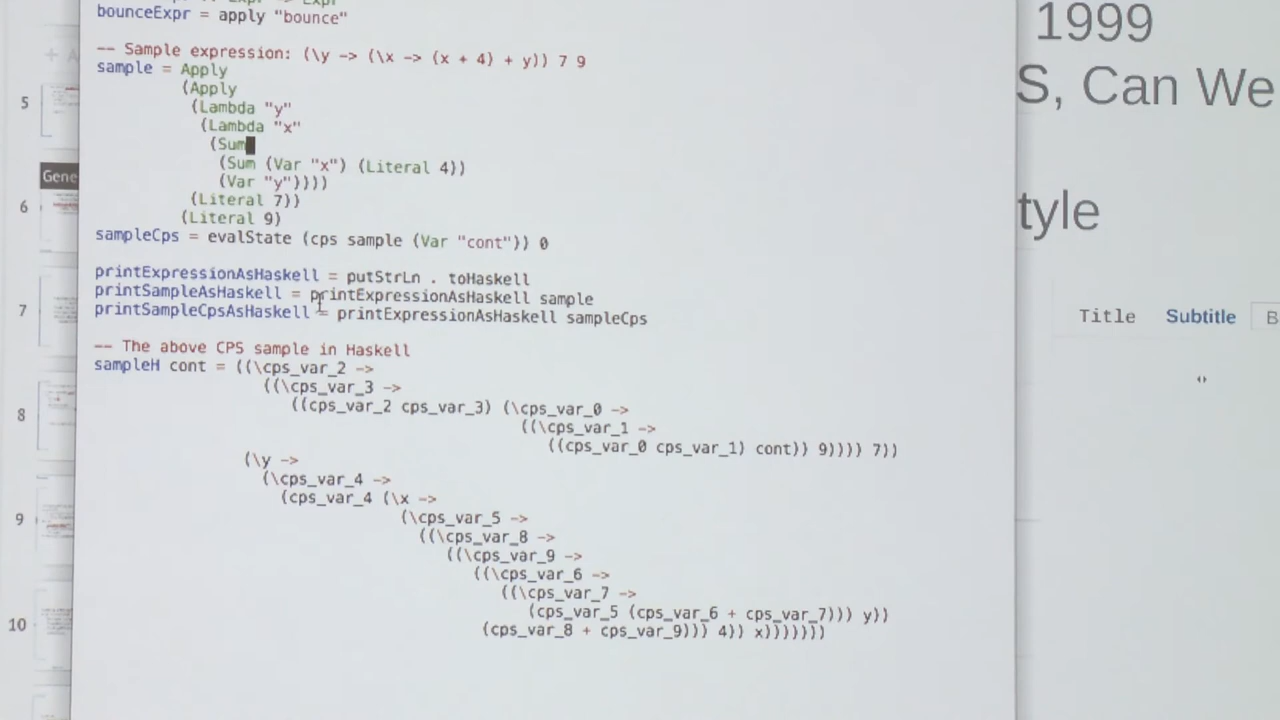 bounceExpr = apply "bounce"
-- Sample expression: (\y -> (\x -> (x + 4) + y)) 7 9
sample = Apply
(Apply
(Lambda "y"
(Lambda "x"
(Sum
(Sum (Var "x") (Literal 4))
(Var "y"))))
(Literal 7))
(Literal 9)
sampleCps = evalState (cps sample (Var "cont")) 0
printExpressionAsHaskell = putStrLn . toHaskell
printSampleAsHaskell = printExpressionAsHaskell sample
printSampleCpsAsHaskell = printExpressionAsHaskell sampleCps
-- The above CPS sample in Haskell
sampleH cont = ((\cps_var_2 ->
((\cps_var_3 ->
((cps_var_2 cps_var_3) (\cps_var_0 ->
((\cps_var_1 ->
((cps_var_0 cps_var_1) cont)) 9)))) 7))
(\y ->
(\cps_var_4 ->
(cps_var_4 (\x ->
(\cps_var_5 ->
((\cps_var_8 ->
((\cps_var_9 ->
((\cps_var_6 ->
((\cps_var_7 ->
(cps_var_5 (cps_var_6 + cps_var_7))) y))
(cps_var_8 + cps_var_9))) 4)) x)))))))
5
Gene
6
7
8
9
10
1999
S, Can We
tyle
Title Subtitle B